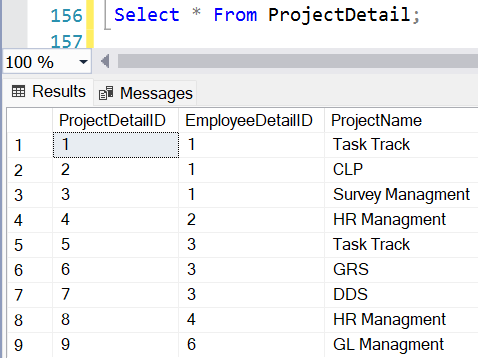 156 Select * From ProjectDetail;
157
100 %
Results Messages
ProjectDetailID EmployeeDetailID ProjectName
1 1 1 Task Track
2 2 1 CLP
3 3 1 Survey Managment
4 4 2 HR Managment
5 5 3 Task Track
6 6 3 GRS
7 7 3 DDS
8 8 4 HR Managment
9 9 6 GL Managment